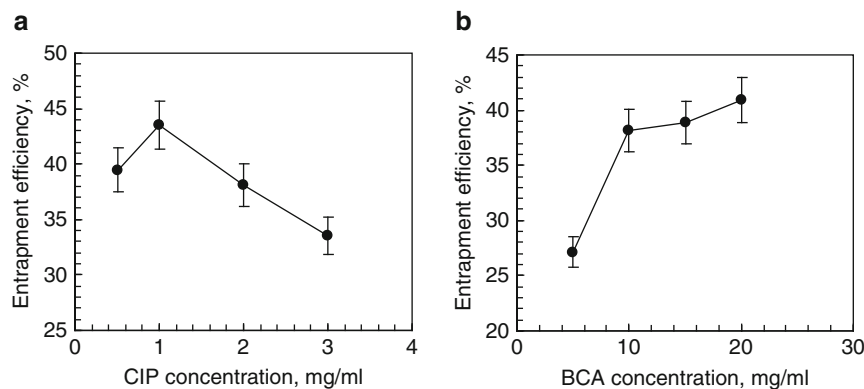 a
Entrapment efficiency, %
50
45
40
35
30
25
0 1 2 3 4
CIP concentration, mg/ml
b
Entrapment efficiency, %
45
40
35
30
25
20
0 10 20 30
BCA concentration, mg/ml